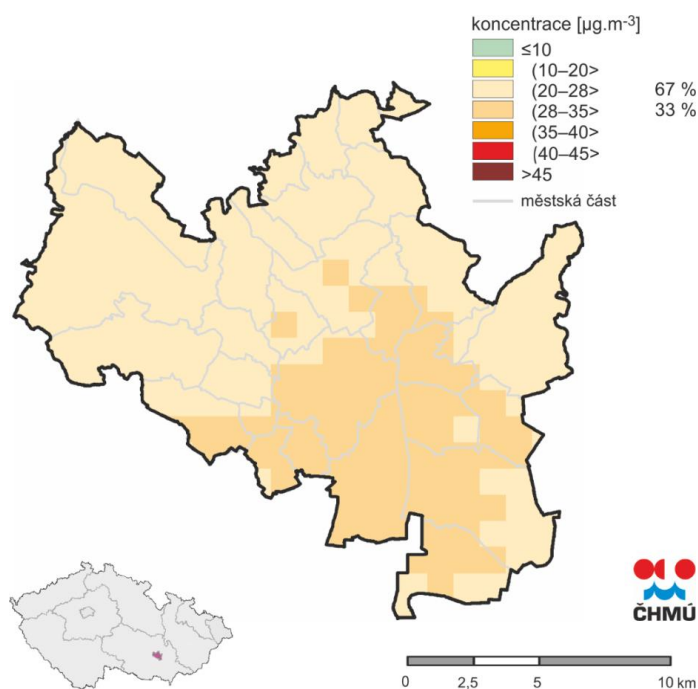 koncentrace [µg.m⁻³]
≤10
(10–20>
(20–28> 67 %
(28–35> 33 %
(35–40>
(40–45>
>45
městská část
ČHMÚ
0 2,5 5 10 km